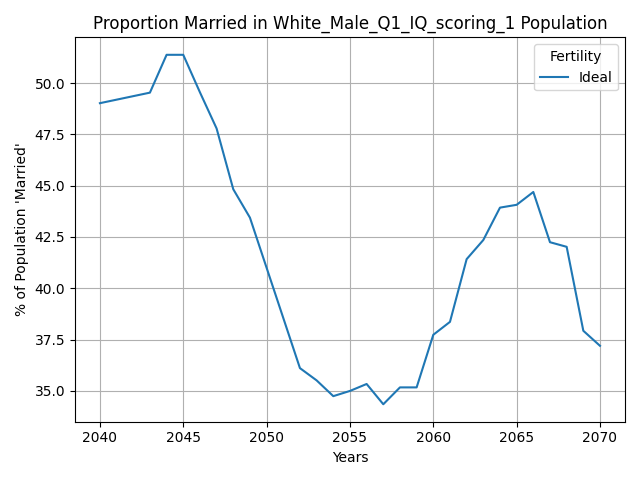 Proportion Married in White_Male_Q1_IQ_scoring_1 Population
Fertility
Ideal
% of Population 'Married'
50.0
47.5
45.0
42.5
40.0
37.5
35.0
2040
2045
2050
2055
2060
2065
2070
Years